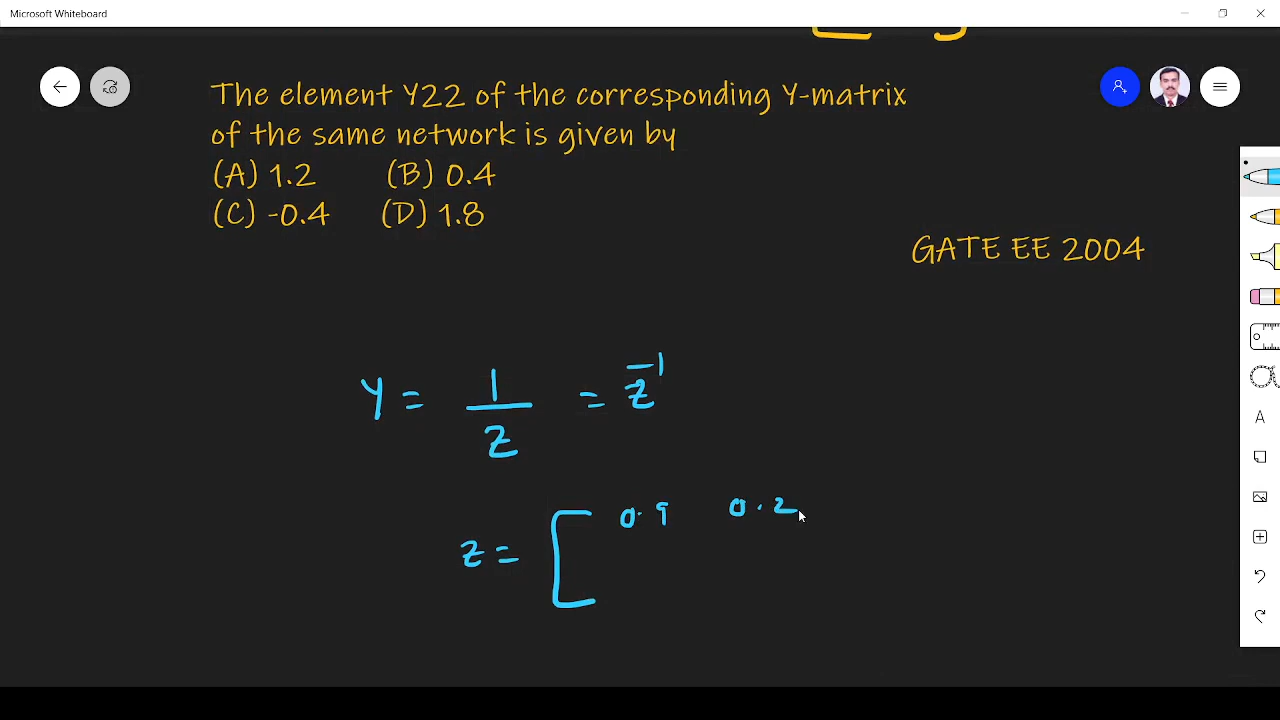 Microsoft Whiteboard
The element Y22 of the corresponding Y-matrix
of the same network is given by
(A) 1.2 (B) 0.4
(C) -0.4 (D) 1.8
GATE EE 2004
Y = 1/Z = Z⁻¹
Z = [ 0.9 0.2
A